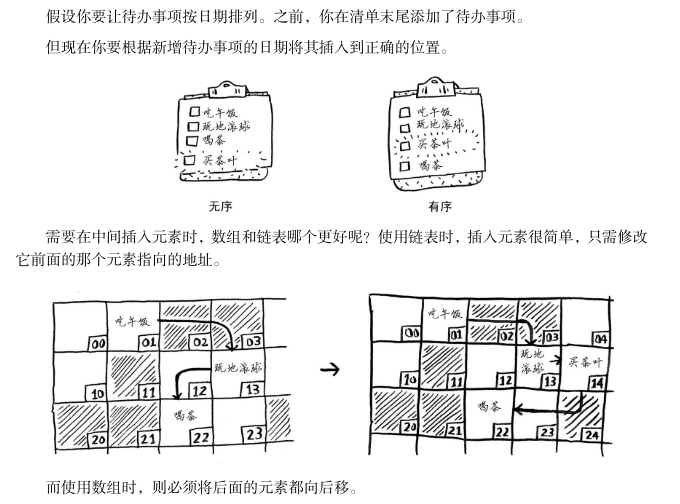 假设你要让待办事项按日期排列。之前，你在清单末尾添加了待办事项。
但现在你要根据新增待办事项的日期将其插入到正确的位置。
吃午饭
玩地滚球
喝茶
买茶叶
无序
吃午饭
玩地滚球
买茶叶
喝茶
有序
需要在中间插入元素时，数组和链表哪个更好呢？使用链表时，插入元素很简单，只需修改
它前面的那个元素指向的地址。
吃午饭
00 01 02 03
玩地
滚球
10 11 12 13
喝茶
20 21 22 23
吃午饭
00 01 02 03 04
玩地
滚球
买茶叶
10 11 12 13 14
喝茶
20 21 22 23 24
而使用数组时，则必须将后面的元素都向后移。